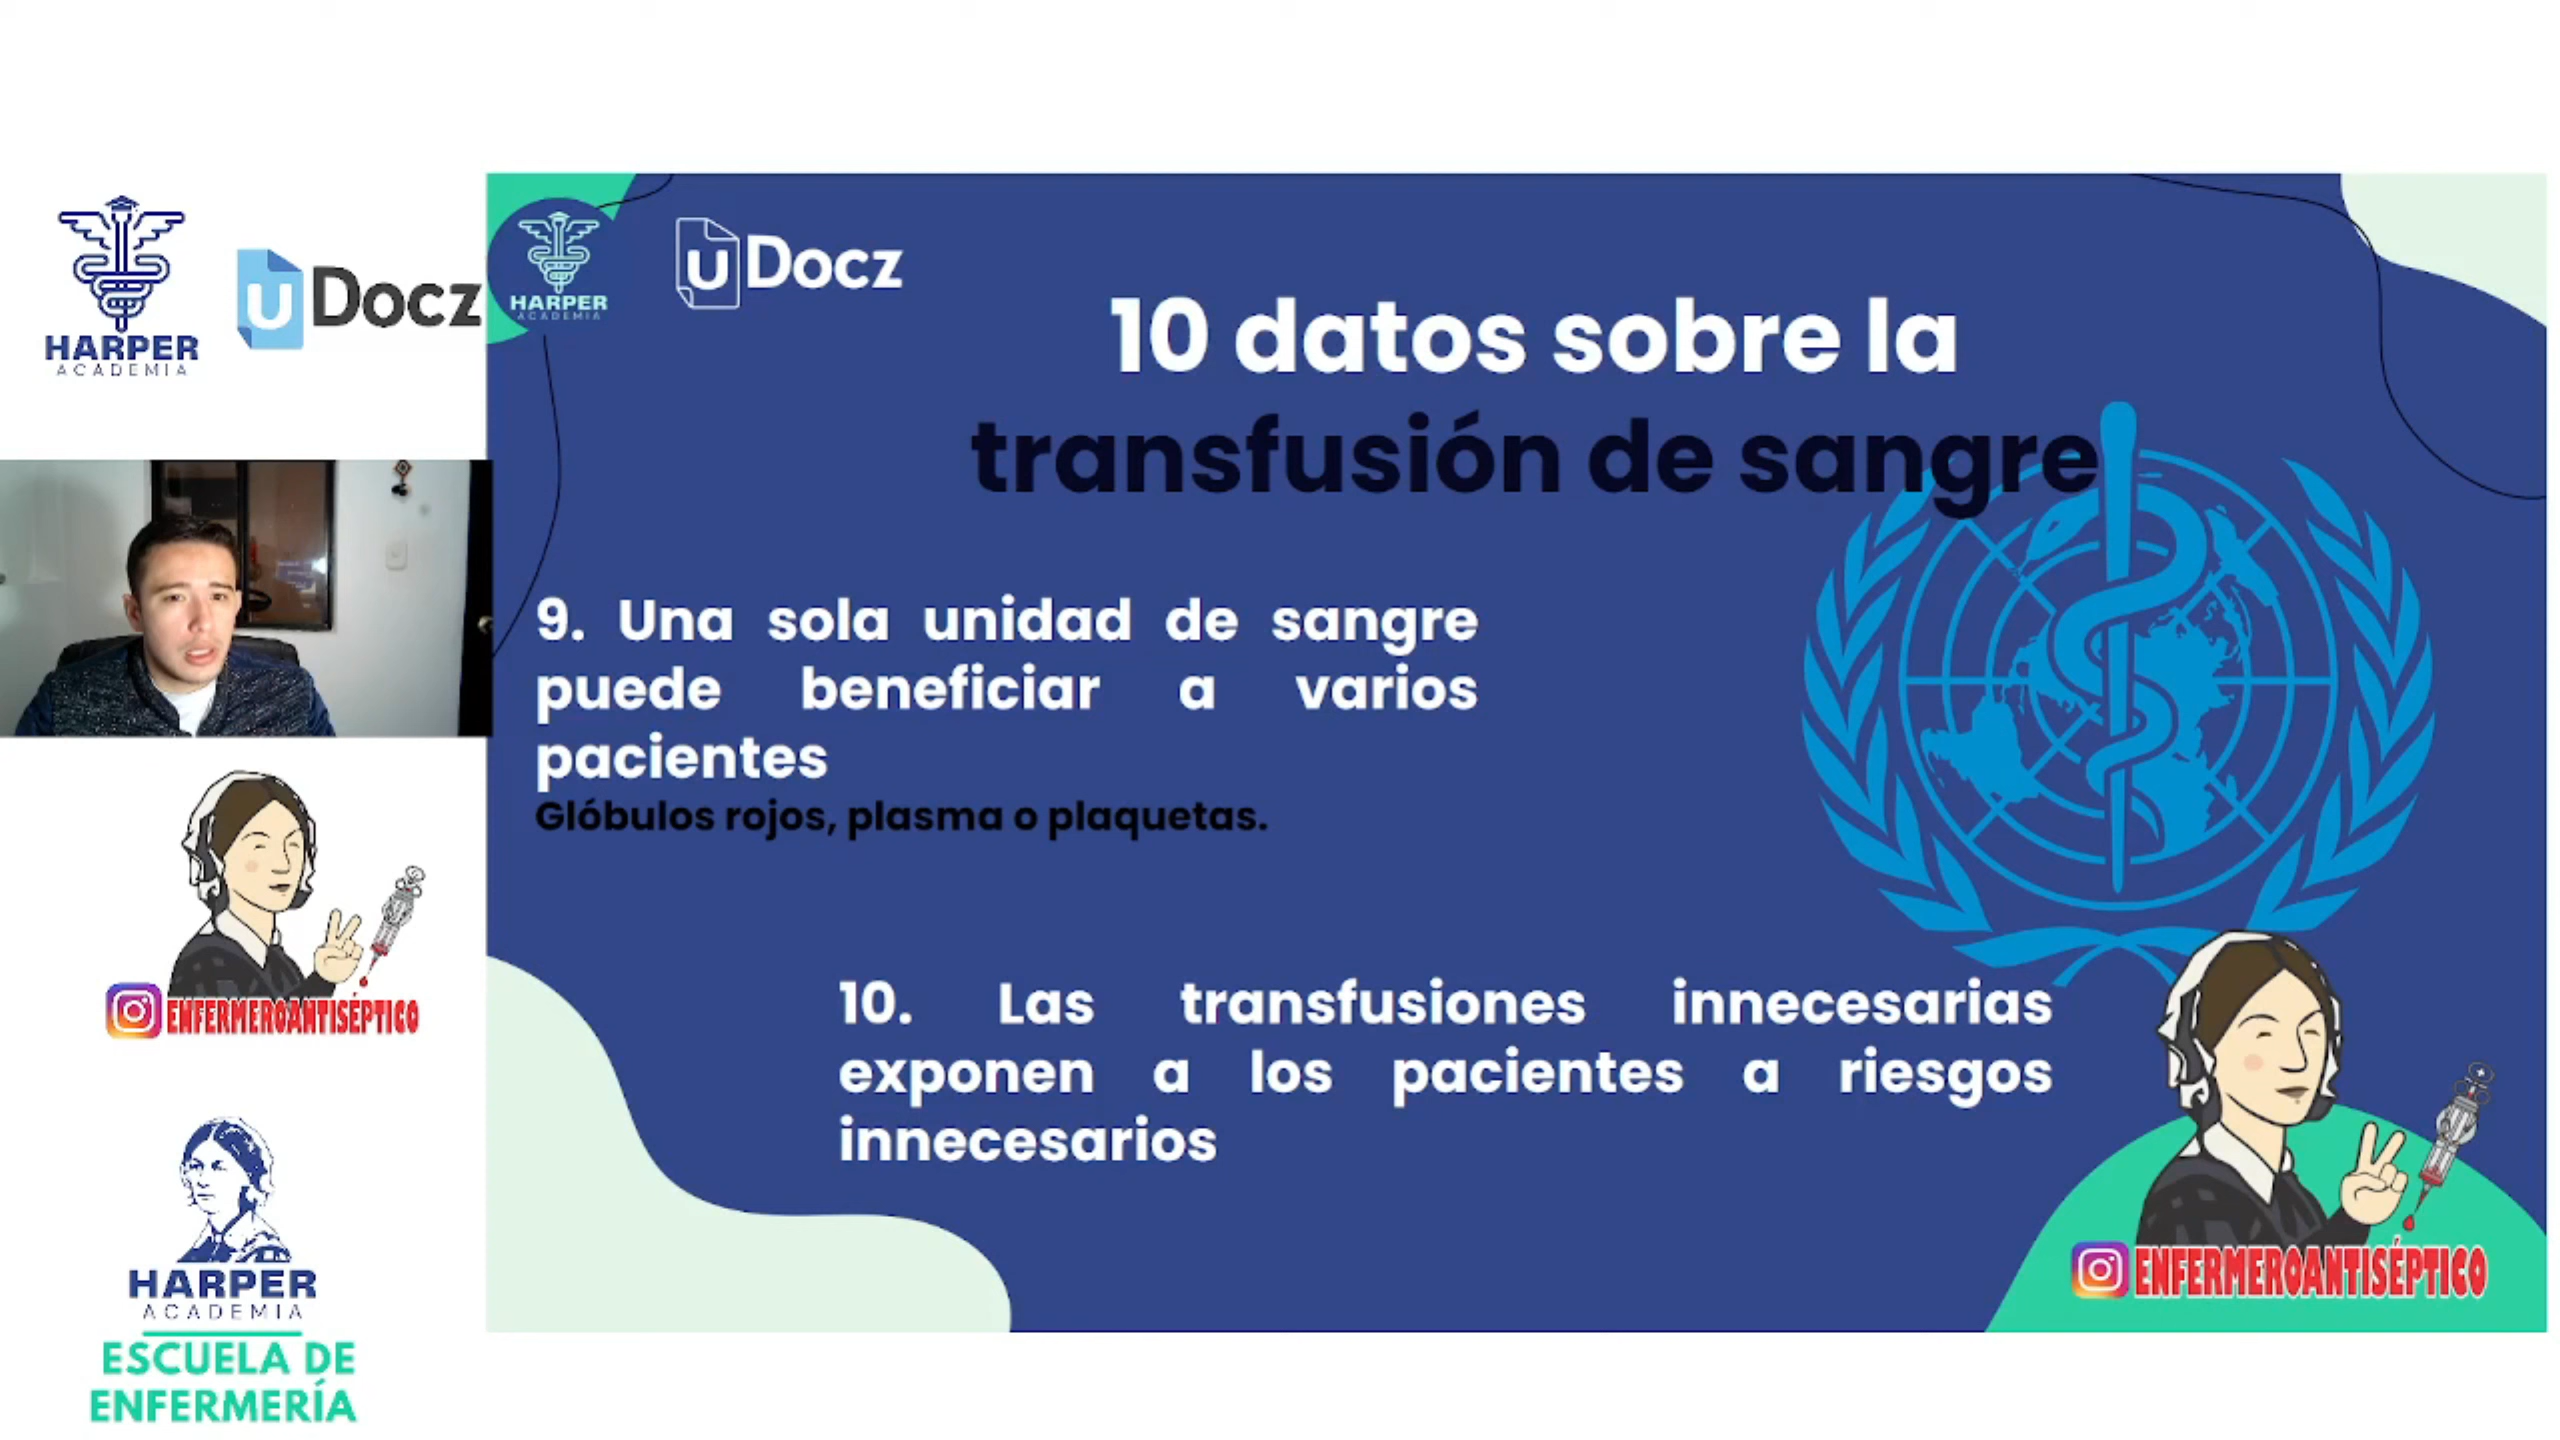 HARPER
ACADEMIA
uDocz
HARPER
ACADEMIA
uDocz
10 datos sobre la
transfusión de sangre
9. Una sola unidad de sangre
puede beneficiar a varios
pacientes
Glóbulos rojos, plasma o plaquetas.
10. Las transfusiones innecesarias
exponen a los pacientes a riesgos
innecesarios
ENFERMEROANTISÉPTICO
ENFERMEROANTISÉPTICO
HARPER
ACADEMIA
ESCUELA DE
ENFERMERÍA